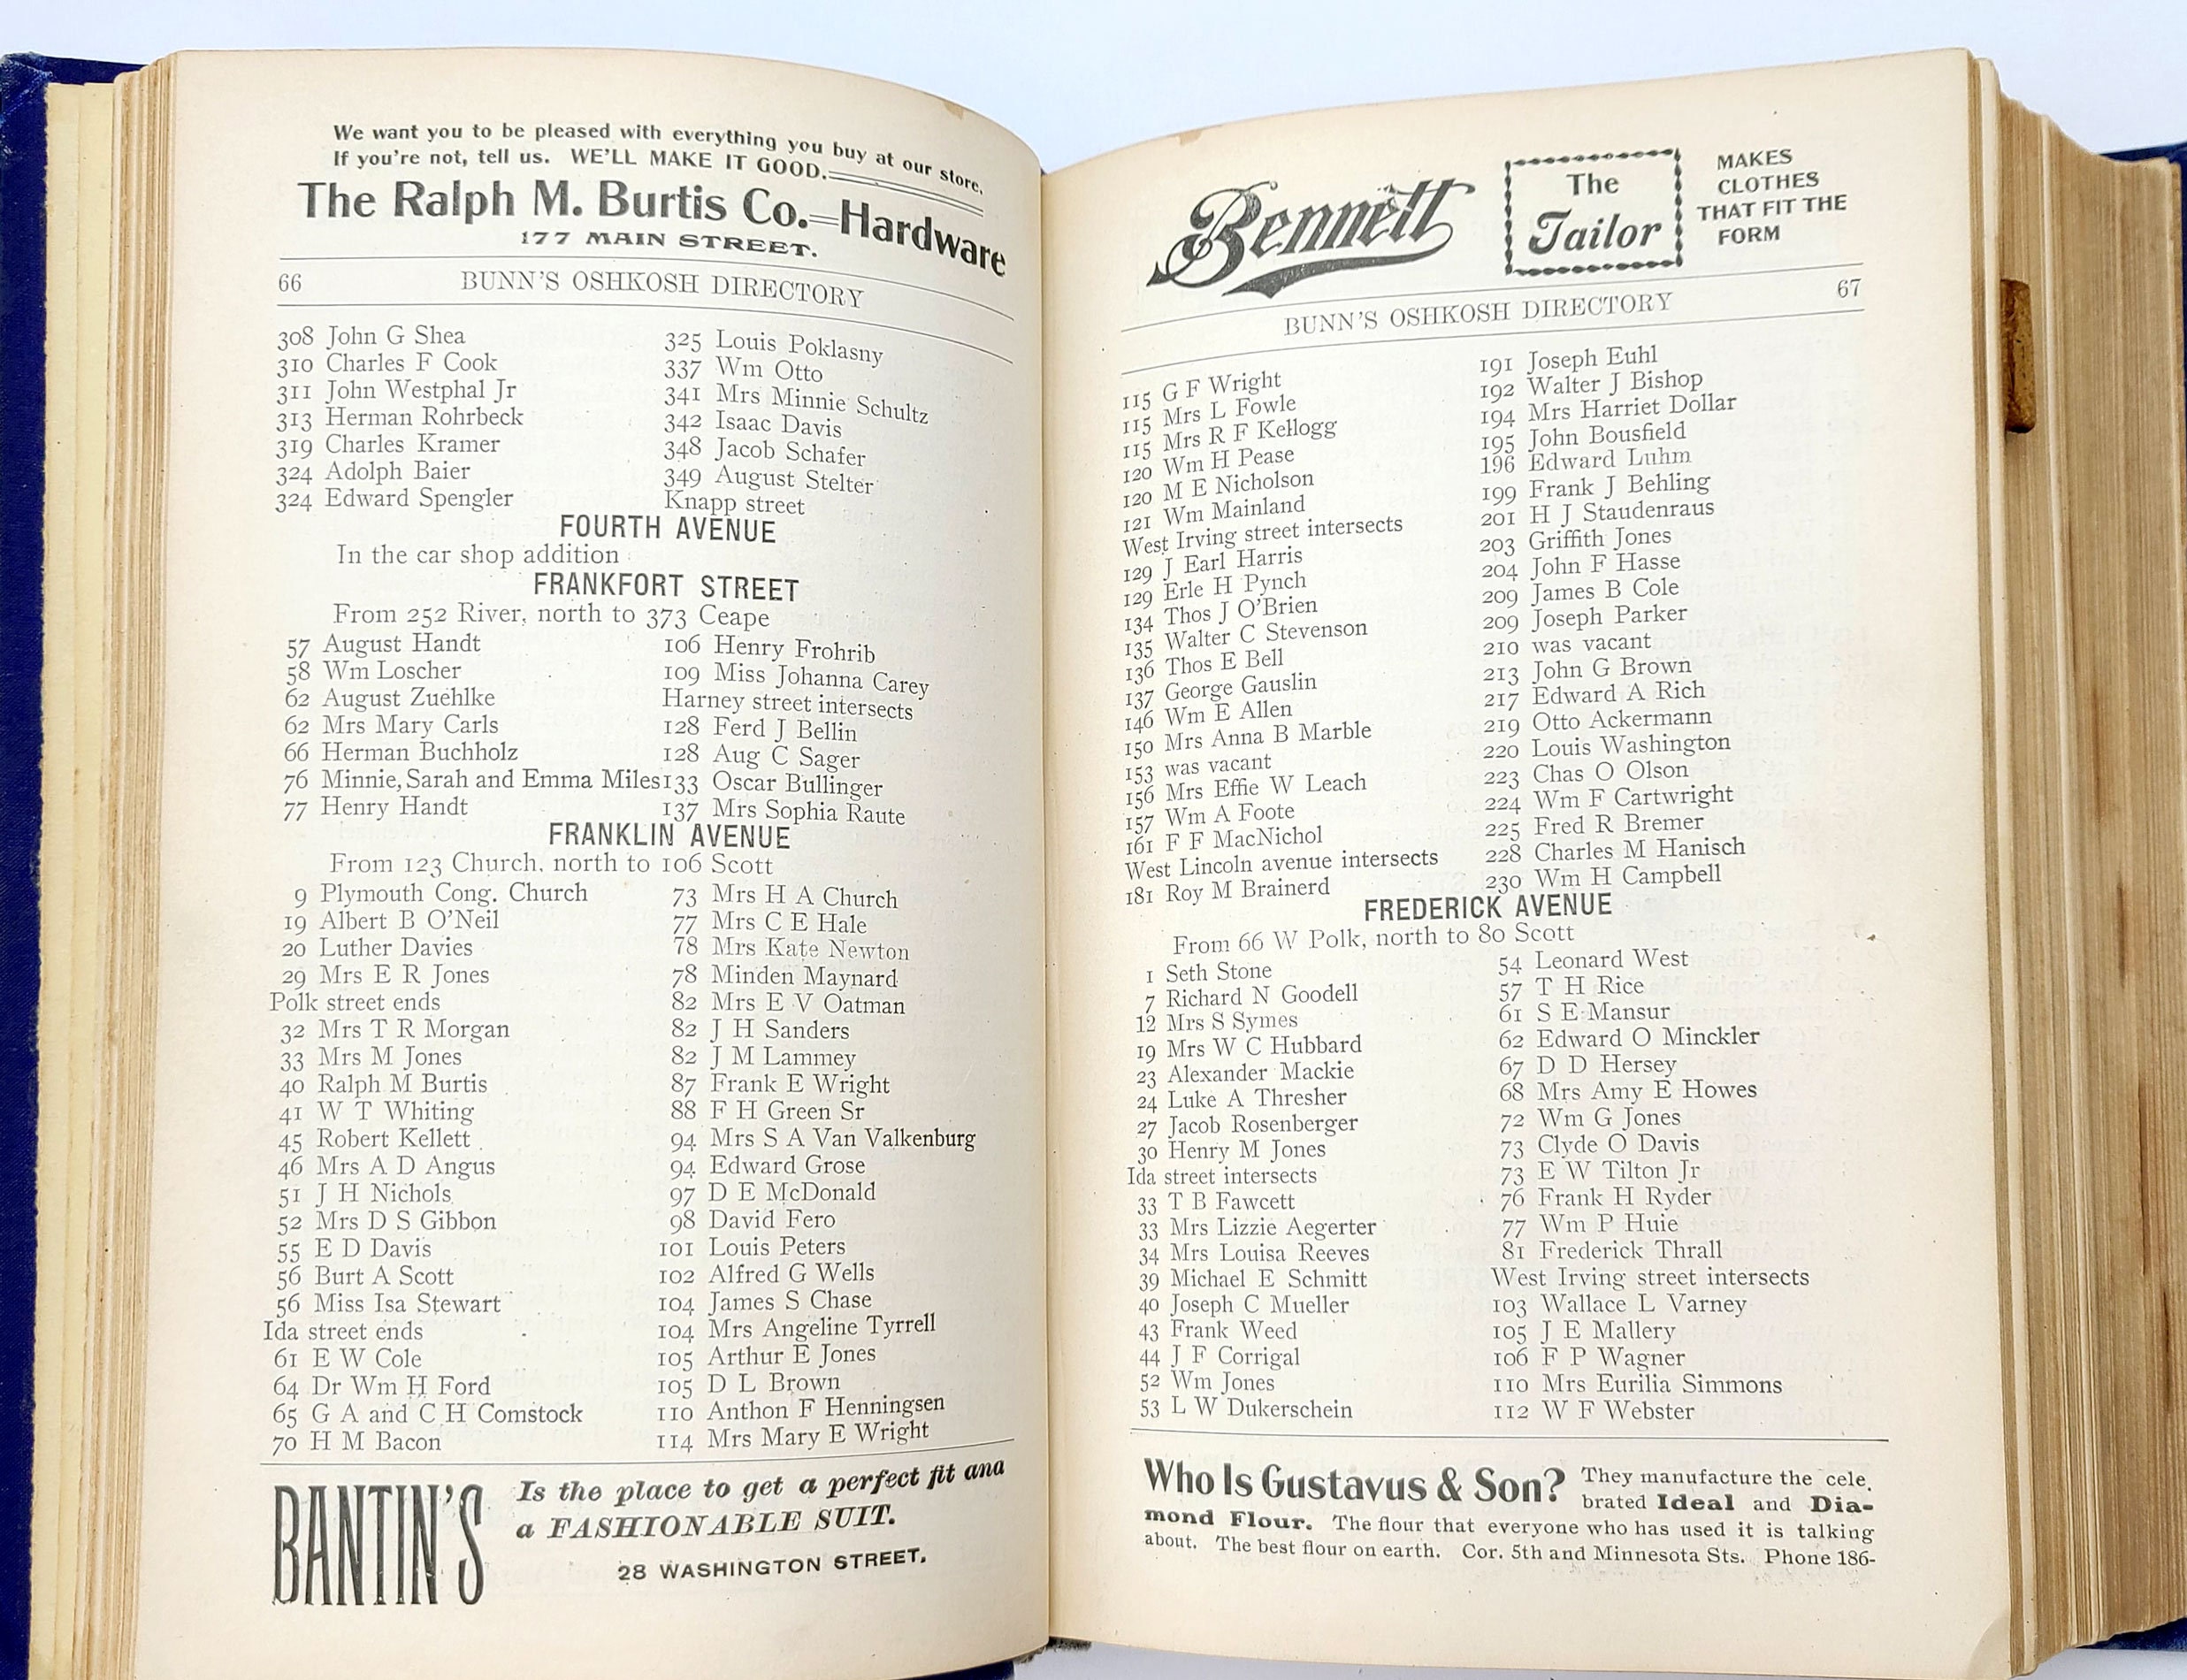 We want you to be pleased with everything you buy at our store.
If you're not, tell us. WE'LL MAKE IT GOOD.
The Ralph M. Burtis Co.=Hardware
177 MAIN STREET.
66 BUNN'S OSHKOSH DIRECTORY
308 John G Shea
310 Charles F Cook
311 John Westphal Jr
313 Herman Rohrbeck
319 Charles Kramer
324 Adolph Baier
324 Edward Spengler
325 Louis Poklasny
337 Wm Otto
341 Mrs Minnie Schultz
342 Isaac Davis
348 Jacob Schafer
349 August Stelter
Knapp street
FOURTH AVENUE
In the car shop addition
FRANKFORT STREET
From 252 River, north to 373 Ceape
57 August Handt
58 Wm Loscher
62 August Zuehlke
62 Mrs Mary Carls
66 Herman Buchholz
76 Minnie, Sarah and Emma Miles
77 Henry Handt
106 Henry Frohrib
109 Miss Johanna Carey
Harney street intersects
128 Ferd J Bellin
128 Aug C Sager
133 Oscar Bullinger
137 Mrs Sophia Raute
FRANKLIN AVENUE
From 123 Church, north to 106 Scott
9 Plymouth Cong. Church
19 Albert B O'Neil
20 Luther Davies
29 Mrs E R Jones
Polk street ends
32 Mrs T R Morgan
33 Mrs M Jones
40 Ralph M Burtis
41 W T Whiting
45 Robert Kellett
46 Mrs A D Angus
51 J H Nichols
52 Mrs D S Gibbon
55 E D Davis
56 Burt A Scott
56 Miss Isa Stewart
Ida street ends
61 E W Cole
64 Dr Wm H Ford
65 G A and C H Comstock
70 H M Bacon
73 Mrs H A Church
77 Mrs C E Hale
78 Mrs Kate Newton
78 Minden Maynard
82 Mrs E V Oatman
82 J H Sanders
82 J M Lammey
87 Frank E Wright
88 F H Green Sr
94 Mrs S A Van Valkenburg
94 Edward Grose
97 D E McDonald
98 David Fero
101 Louis Peters
102 Alfred G Wells
104 James S Chase
104 Mrs Angeline Tyrrell
105 Arthur E Jones
105 D L Brown
110 Anthon F Henningsen
114 Mrs Mary E Wright
BANTIN'S
Is the place to get a perfect fit and
a FASHIONABLE SUIT.
28 WASHINGTON STREET.
Bennett
The
Tailor
MAKES
CLOTHES
THAT FIT THE
FORM
BUNN'S OSHKOSH DIRECTORY 67
115 G F Wright
115 Mrs L Fowle
115 Mrs R F Kellogg
120 Wm H Pease
120 M E Nicholson
121 Wm Mainland
West Irving street intersects
129 J Earl Harris
129 Erle H Pynch
134 Thos J O'Brien
135 Walter C Stevenson
136 Thos E Bell
137 George Gauslin
146 Wm E Allen
150 Mrs Anna B Marble
153 was vacant
156 Mrs Effie W Leach
157 Wm A Foote
161 F F MacNichol
West Lincoln avenue intersects
181 Roy M Brainerd
191 Joseph Euhl
192 Walter J Bishop
194 Mrs Harriet Dollar
195 John Bousfield
196 Edward Luhm
199 Frank J Behling
201 H J Staudenraus
203 Griffith Jones
204 John F Hasse
209 James B Cole
209 Joseph Parker
210 was vacant
213 John G Brown
217 Edward A Rich
219 Otto Ackermann
220 Louis Washington
223 Chas O Olson
224 Wm F Cartwright
225 Fred R Bremer
228 Charles M Hanisch
230 Wm H Campbell
FREDERICK AVENUE
From 66 W Polk, north to 80 Scott
1 Seth Stone
7 Richard N Goodell
12 Mrs S Symes
19 Mrs W C Hubbard
23 Alexander Mackie
24 Luke A Thresher
27 Jacob Rosenberger
30 Henry M Jones
Ida street intersects
33 T B Fawcett
33 Mrs Lizzie Aegerter
34 Mrs Louisa Reeves
39 Michael E Schmitt
40 Joseph C Mueller
43 Frank Weed
44 J F Corrigal
52 Wm Jones
53 L W Dukerschein
54 Leonard West
57 T H Rice
61 S E Mansur
62 Edward O Minckler
67 D D Hersey
68 Mrs Amy E Howes
72 Wm G Jones
73 Clyde O Davis
73 E W Tilton Jr
76 Frank H Ryder
77 Wm P Huie
81 Frederick Thrall
West Irving street intersects
103 Wallace L Varney
105 J E Mallery
106 F P Wagner
110 Mrs Eurilia Simmons
112 W F Webster
Who Is Gustavus & Son? They manufacture the cele.
brated Ideal and Dia-
mond Flour. The flour that everyone who has used it is talking
about. The best flour on earth. Cor. 5th and Minnesota Sts. Phone 186-